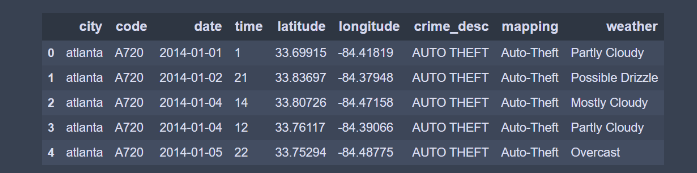 city code date time latitude longitude crime_desc mapping weather
0 atlanta A720 2014-01-01 1 33.69915 -84.41819 AUTO THEFT Auto-Theft Partly Cloudy
1 atlanta A720 2014-01-02 21 33.83697 -84.37948 AUTO THEFT Auto-Theft Possible Drizzle
2 atlanta A720 2014-01-04 14 33.80726 -84.47158 AUTO THEFT Auto-Theft Mostly Cloudy
3 atlanta A720 2014-01-04 12 33.76117 -84.39066 AUTO THEFT Auto-Theft Partly Cloudy
4 atlanta A720 2014-01-05 22 33.75294 -84.48775 AUTO THEFT Auto-Theft Overcast